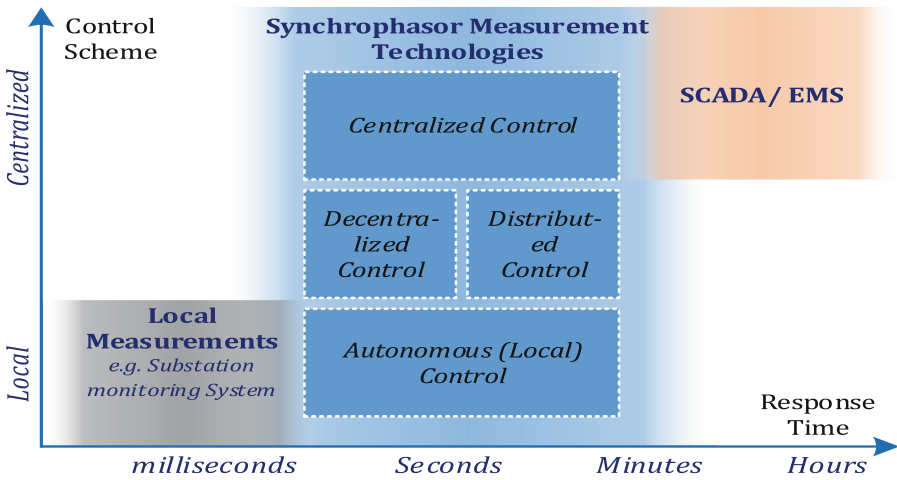 Control
Scheme
Synchrophasor Measurement
Technologies
SCADA/ EMS
Centralized
Centralized Control
Decentra-
lized
Control
Distribut-
ed
Control
Local
Measurements
e.g. Substation
monitoring System
Autonomous (Local)
Control
Local
Response
Time
milliseconds
Seconds
Minutes
Hours